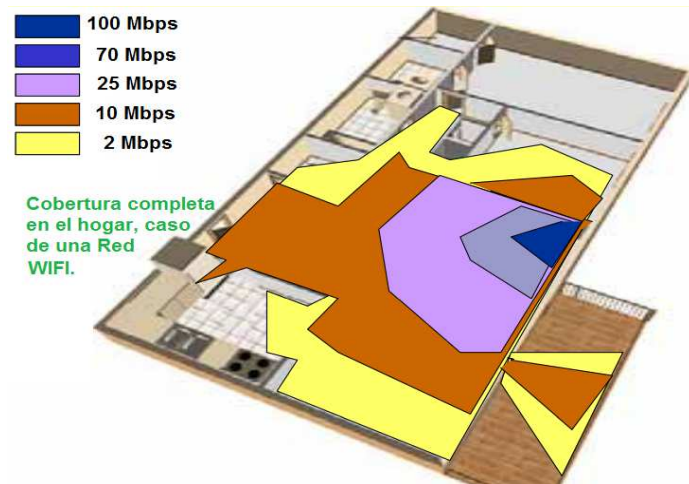 100 Mbps
70 Mbps
25 Mbps
10 Mbps
2 Mbps
Cobertura completa
en el hogar, caso
de una Red
WIFI.